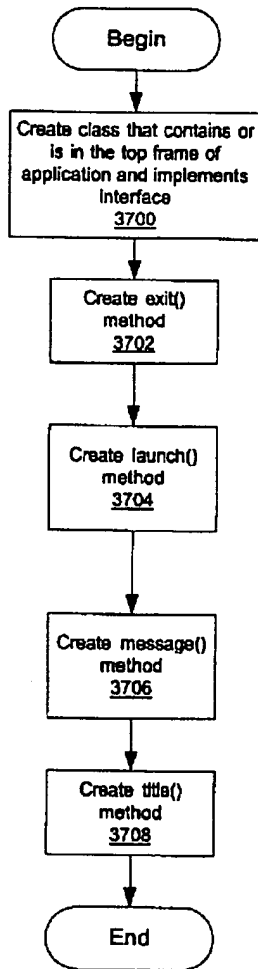 Begin
Create class that contains or
is in the top frame of
application and implements
interface
3700
Create exit()
method
3702
Create launch()
method
3704
Create message()
method
3706
Create title()
method
3708
End